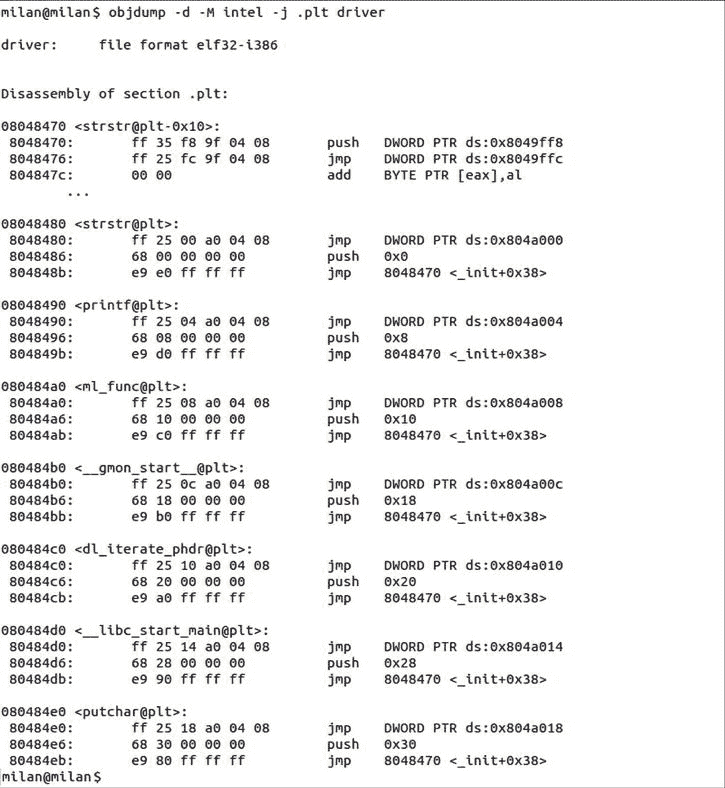 milan@milan$ objdump -d -M intel -j .plt driver
driver:     file format elf32-i386
Disassembly of section .plt:
08048470 <strstr@plt-0x10>:
 8048470:       ff 35 f8 9f 04 08       push   DWORD PTR ds:0x8049ff8
 8048476:       ff 25 fc 9f 04 08       jmp    DWORD PTR ds:0x8049ffc
 804847c:       00 00                   add    BYTE PTR [eax],al
        ...
08048480 <strstr@plt>:
 8048480:       ff 25 00 a0 04 08       jmp    DWORD PTR ds:0x804a000
 8048486:       68 00 00 00 00          push   0x0
 804848b:       e9 e0 ff ff ff          jmp    8048470 <_init+0x38>
08048490 <printf@plt>:
 8048490:       ff 25 04 a0 04 08       jmp    DWORD PTR ds:0x804a004
 8048496:       68 08 00 00 00          push   0x8
 804849b:       e9 d0 ff ff ff          jmp    8048470 <_init+0x38>
080484a0 <ml_func@plt>:
 80484a0:       ff 25 08 a0 04 08       jmp    DWORD PTR ds:0x804a008
 80484a6:       68 10 00 00 00          push   0x10
 80484ab:       e9 c0 ff ff ff          jmp    8048470 <_init+0x38>
080484b0 <__gmon_start__@plt>:
 80484b0:       ff 25 0c a0 04 08       jmp    DWORD PTR ds:0x804a00c
 80484b6:       68 18 00 00 00          push   0x18
 80484bb:       e9 b0 ff ff ff          jmp    8048470 <_init+0x38>
080484c0 <dl_iterate_phdr@plt>:
 80484c0:       ff 25 10 a0 04 08       jmp    DWORD PTR ds:0x804a010
 80484c6:       68 20 00 00 00          push   0x20
 80484cb:       e9 a0 ff ff ff          jmp    8048470 <_init+0x38>
080484d0 <__libc_start_main@plt>:
 80484d0:       ff 25 14 a0 04 08       jmp    DWORD PTR ds:0x804a014
 80484d6:       68 28 00 00 00          push   0x28
 80484db:       e9 90 ff ff ff          jmp    8048470 <_init+0x38>
080484e0 <putchar@plt>:
 80484e0:       ff 25 18 a0 04 08       jmp    DWORD PTR ds:0x804a018
 80484e6:       68 30 00 00 00          push   0x30
 80484eb:       e9 80 ff ff ff          jmp    8048470 <_init+0x38>
milan@milan$